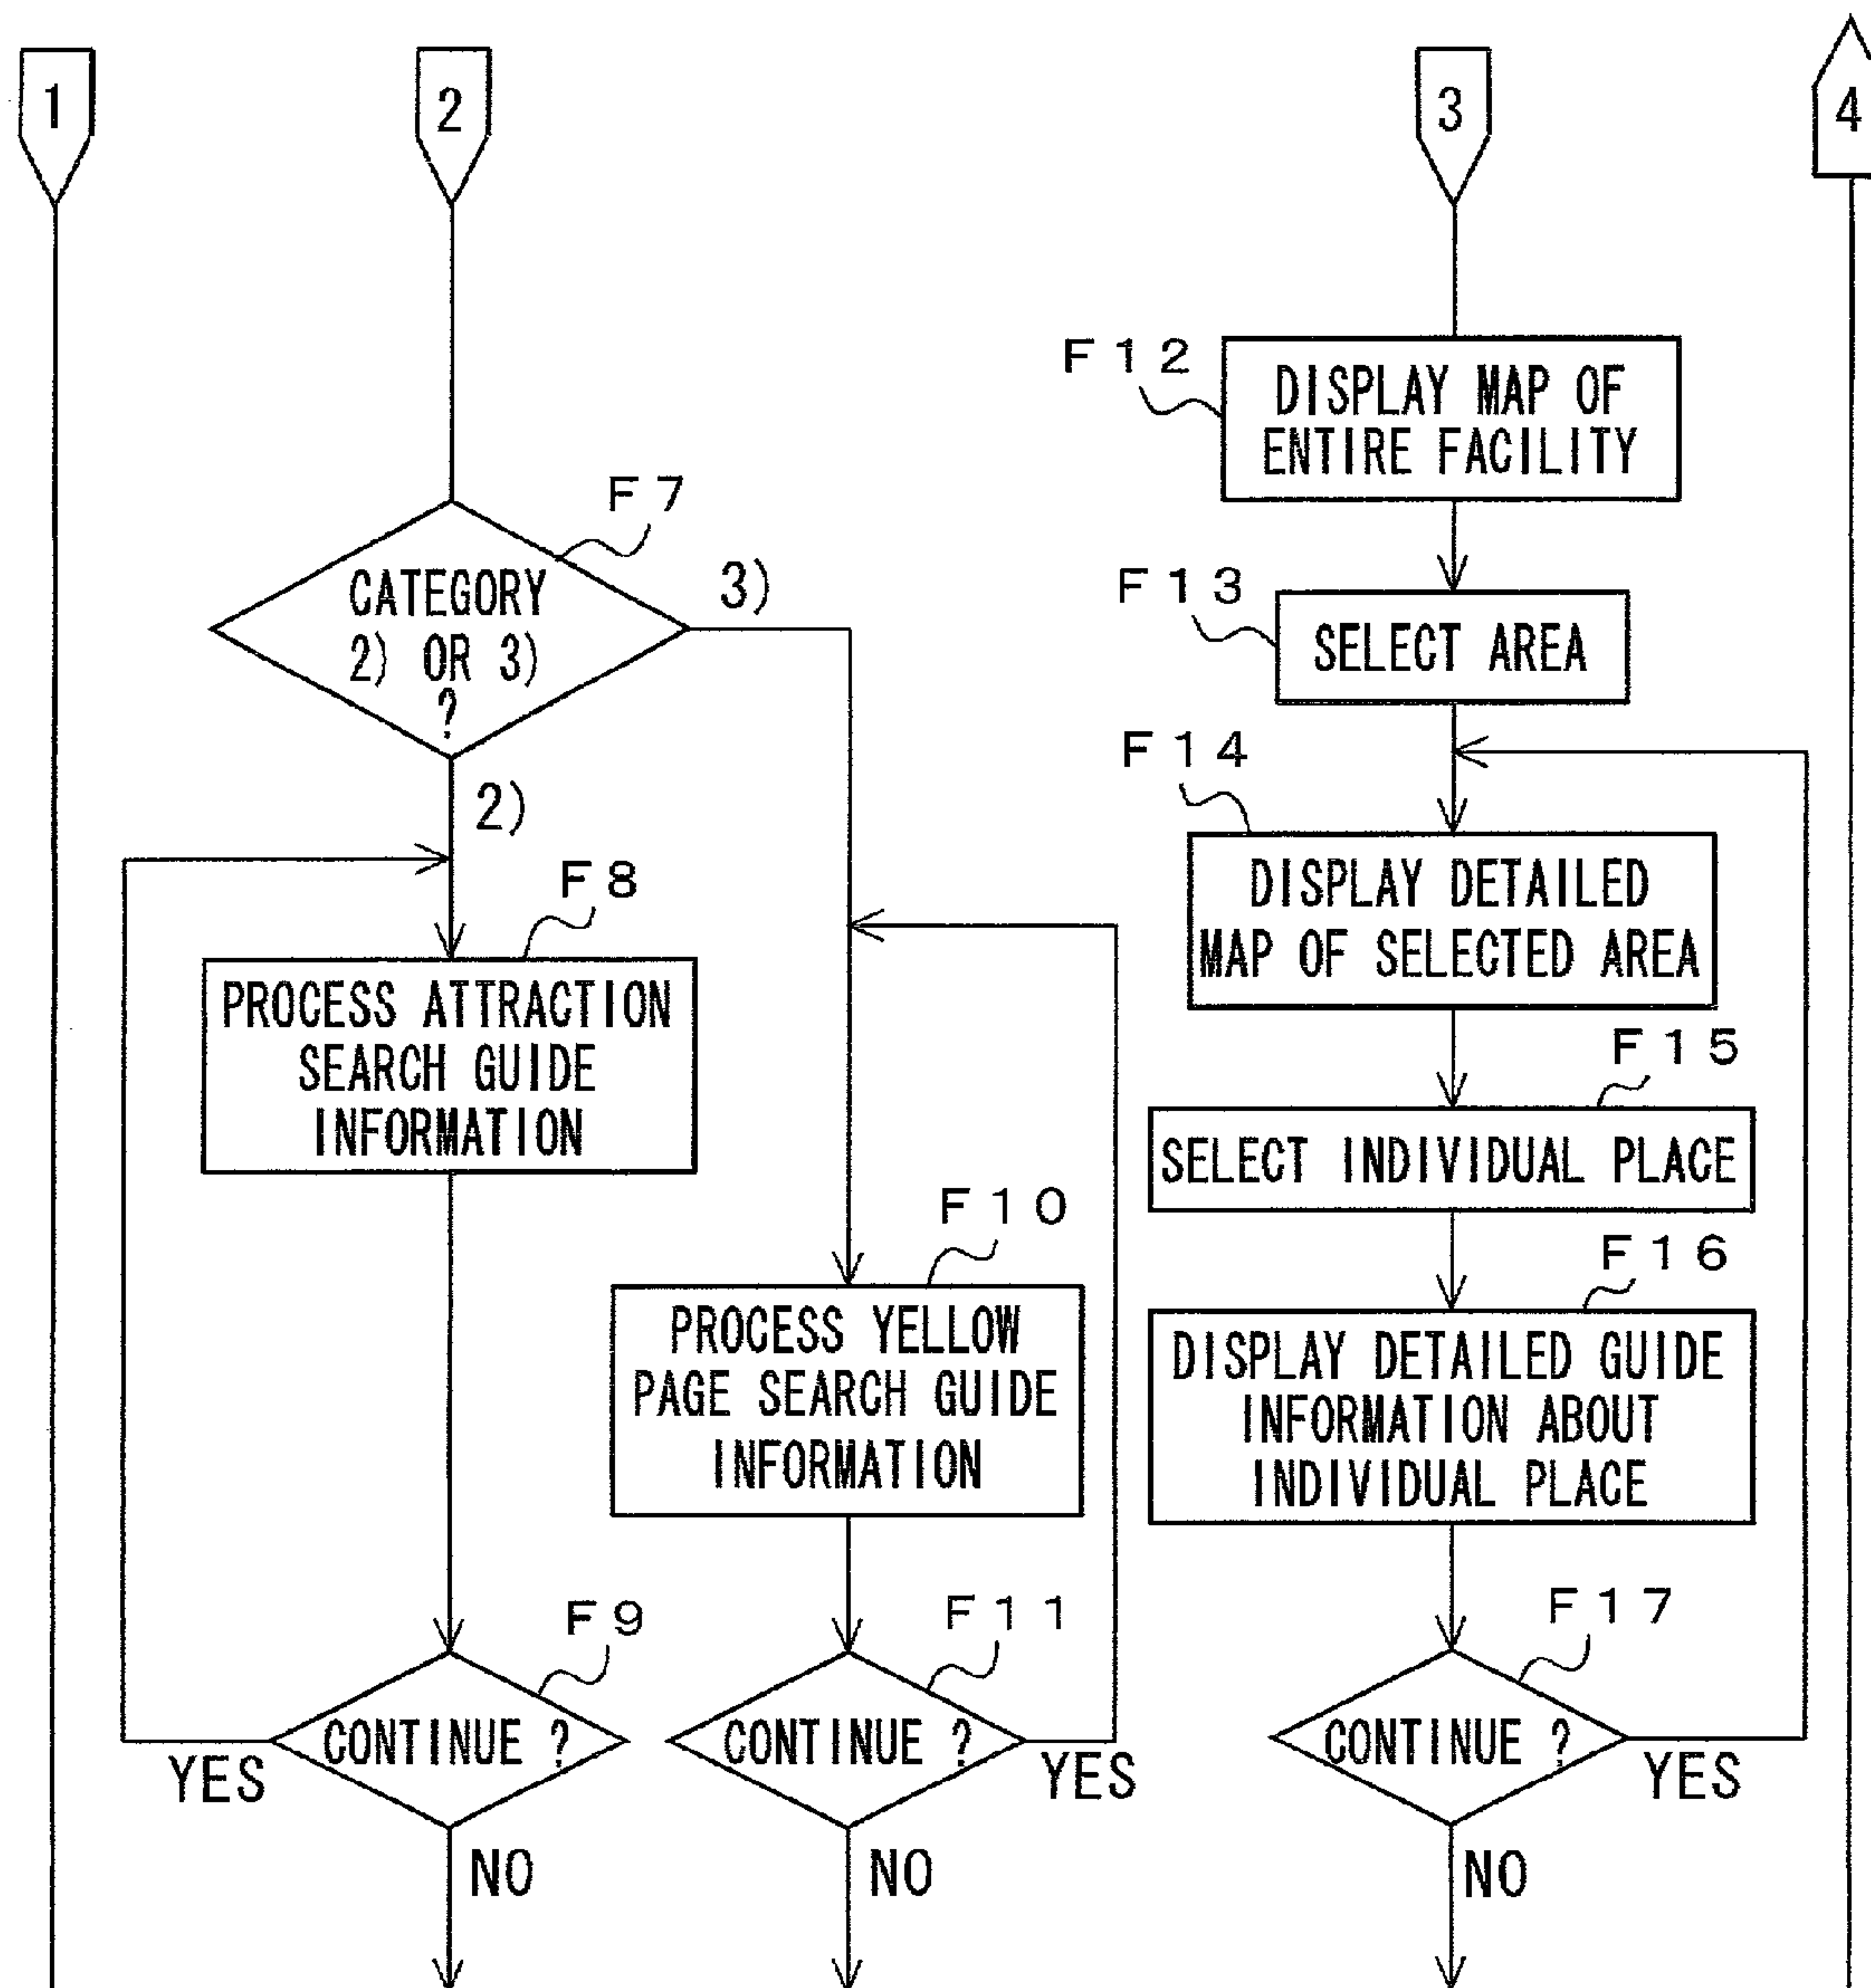 1
2
3
4
F12
DISPLAY MAP OF
ENTIRE FACILITY
F7
CATEGORY
2) OR 3)
?
3)
2)
F13
SELECT AREA
F14
DISPLAY DETAILED
MAP OF SELECTED AREA
F8
PROCESS ATTRACTION
SEARCH GUIDE
INFORMATION
F15
SELECT INDIVIDUAL PLACE
F10
PROCESS YELLOW
PAGE SEARCH GUIDE
INFORMATION
F16
DISPLAY DETAILED GUIDE
INFORMATION ABOUT
INDIVIDUAL PLACE
F9
CONTINUE ?
YES
NO
F11
CONTINUE ?
YES
NO
F17
CONTINUE ?
YES
NO